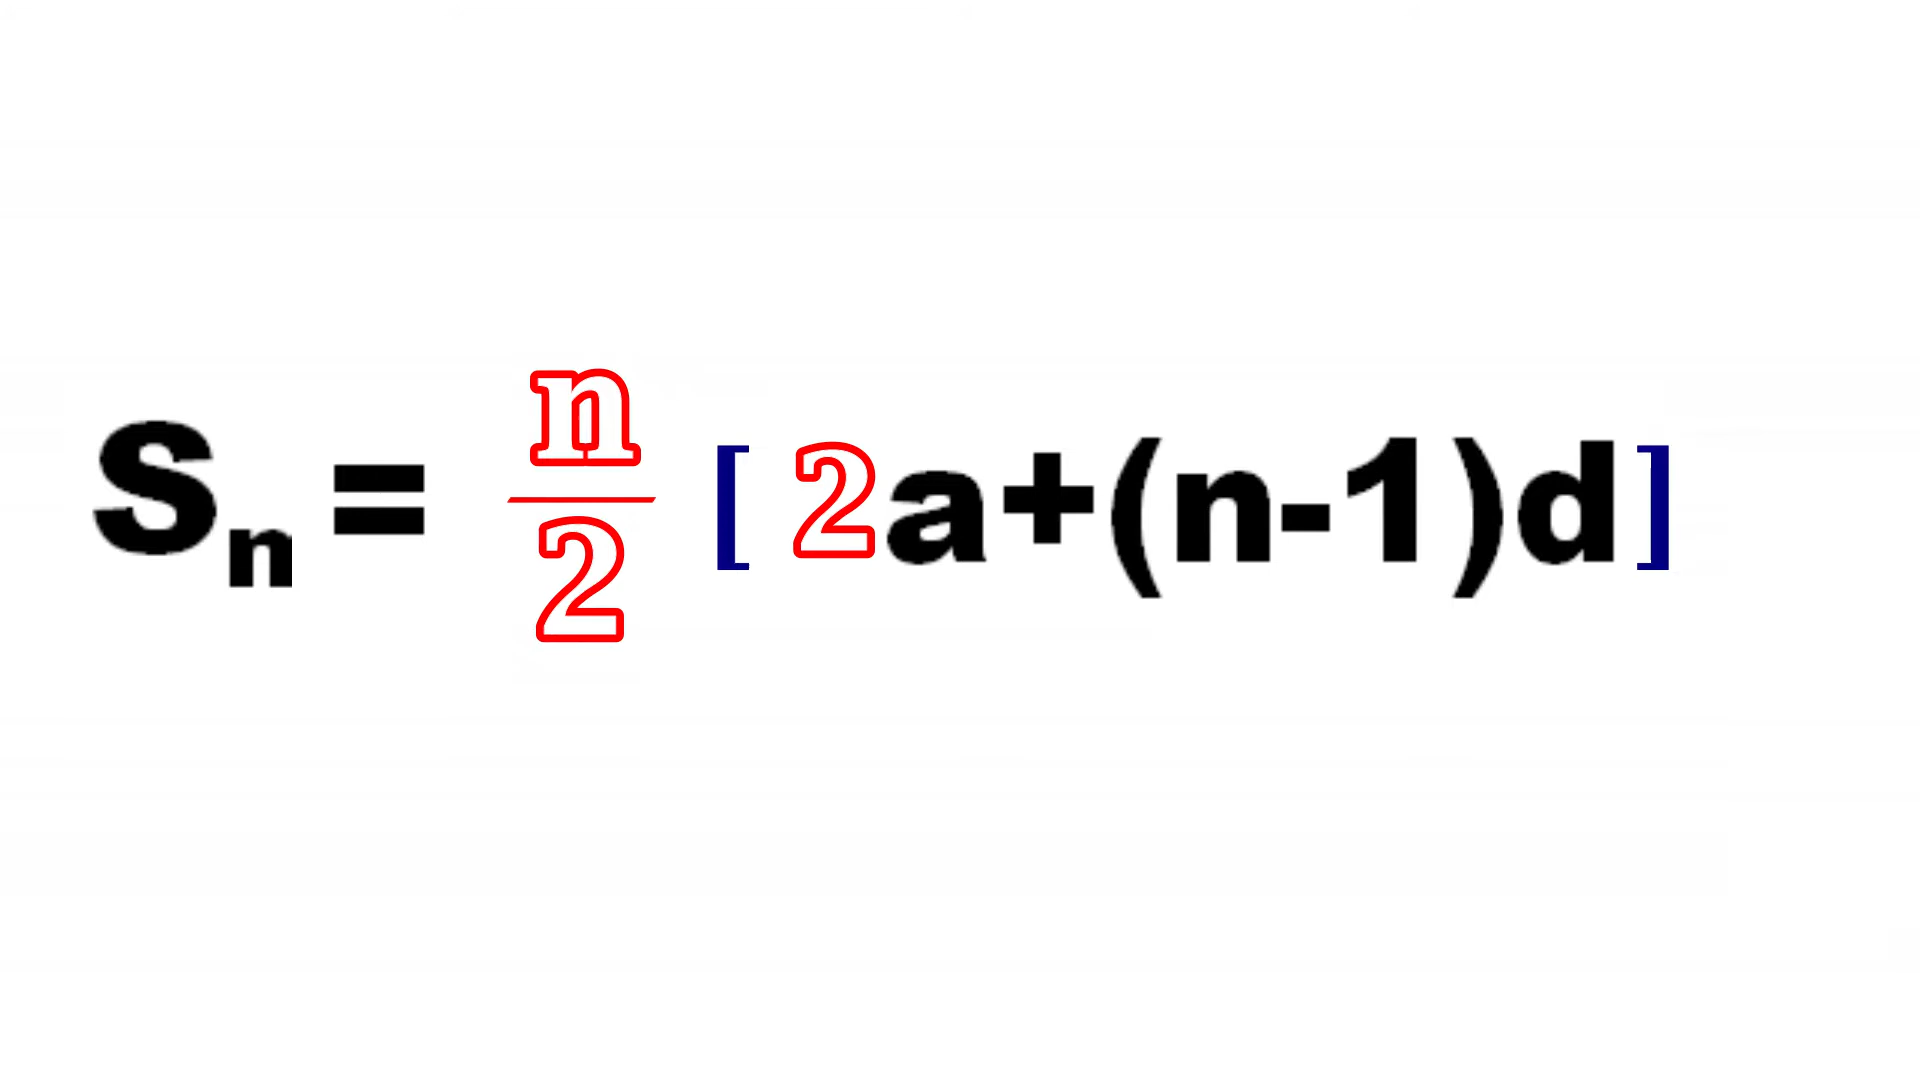 Sₙ = n/2 [ 2a+(n-1)d]